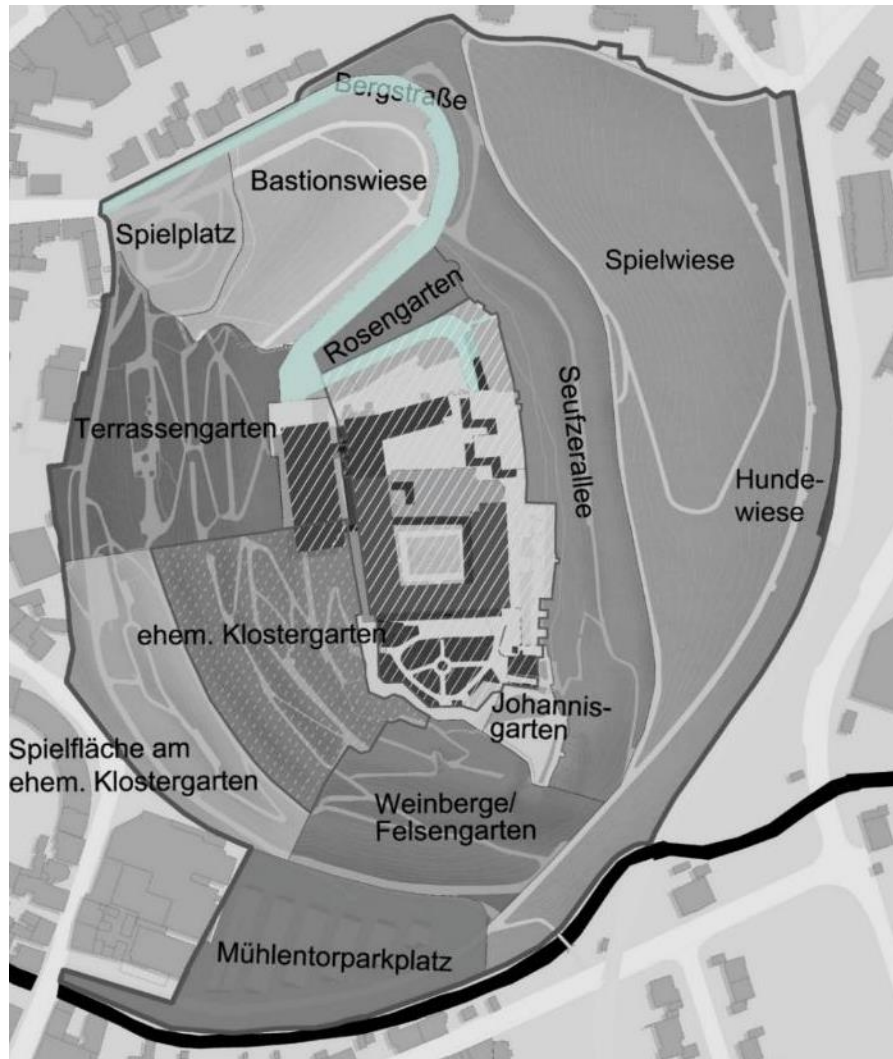 Bergstraße
Bastionswiese
Spielplatz
Spielwiese
Rosengarten
Terrassengarten
Seufzerallee
Hunde-
wiese
ehem. Klostergarten
Johannis-
garten
Spielfläche am
ehem. Klostergarten
Weinberge/
Felsengarten
Mühlentorparkplatz